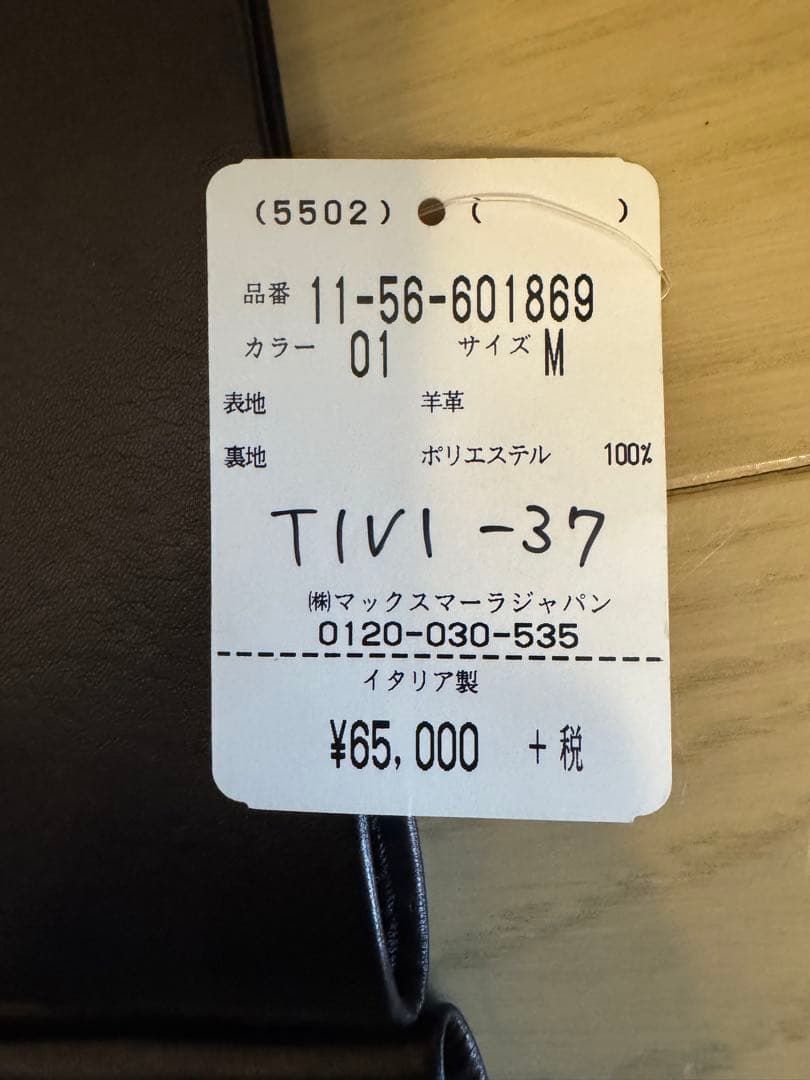 (5502) (      )
品番 11-56-601869
カラー 01 サイズ M
表地 羊革
裏地 ポリエステル 100%
TIVI -37
㈱マックスマーラジャパン
0120-030-535
イタリア製
¥65,000 +税